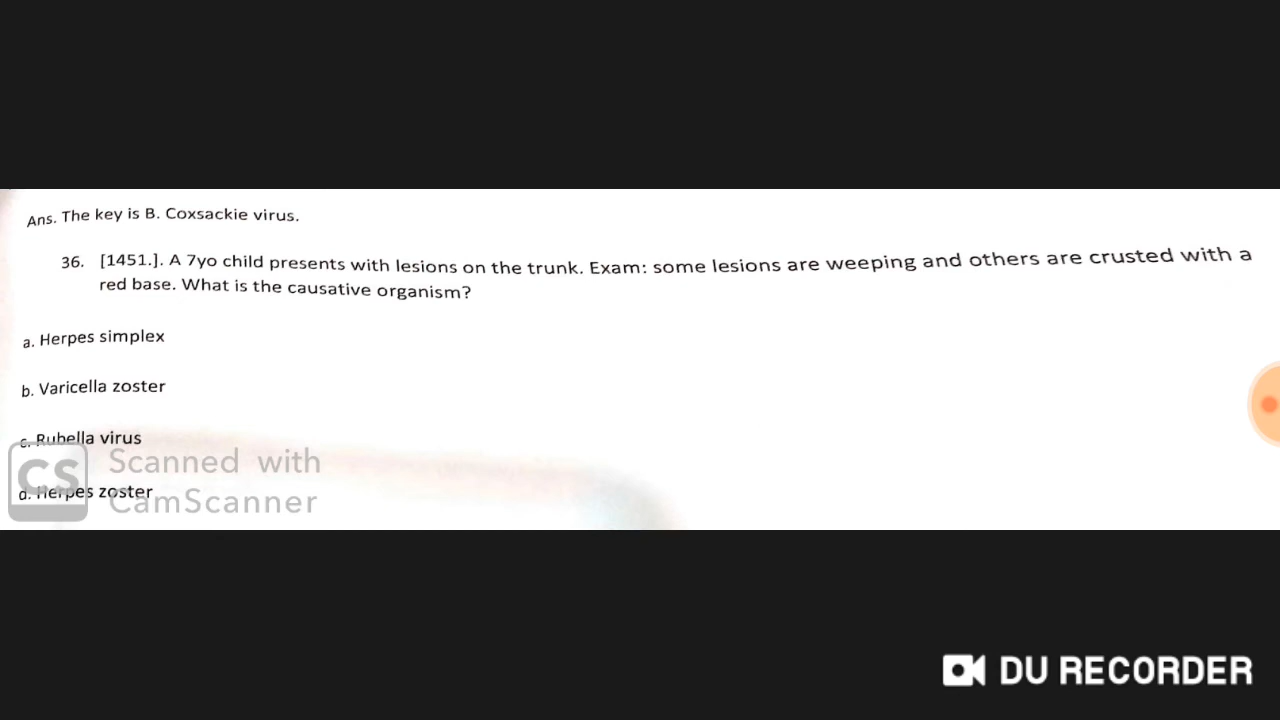 Ans. The key is B. Coxsackie virus.
36. [1451.]. A 7yo child presents with lesions on the trunk. Exam: some lesions are weeping and others are crusted with a
red base. What is the causative organism?
a. Herpes simplex
b. Varicella zoster
c. Rubella virus
CS Scanned with
d. Herpes zoster
CamScanner
DU RECORDER